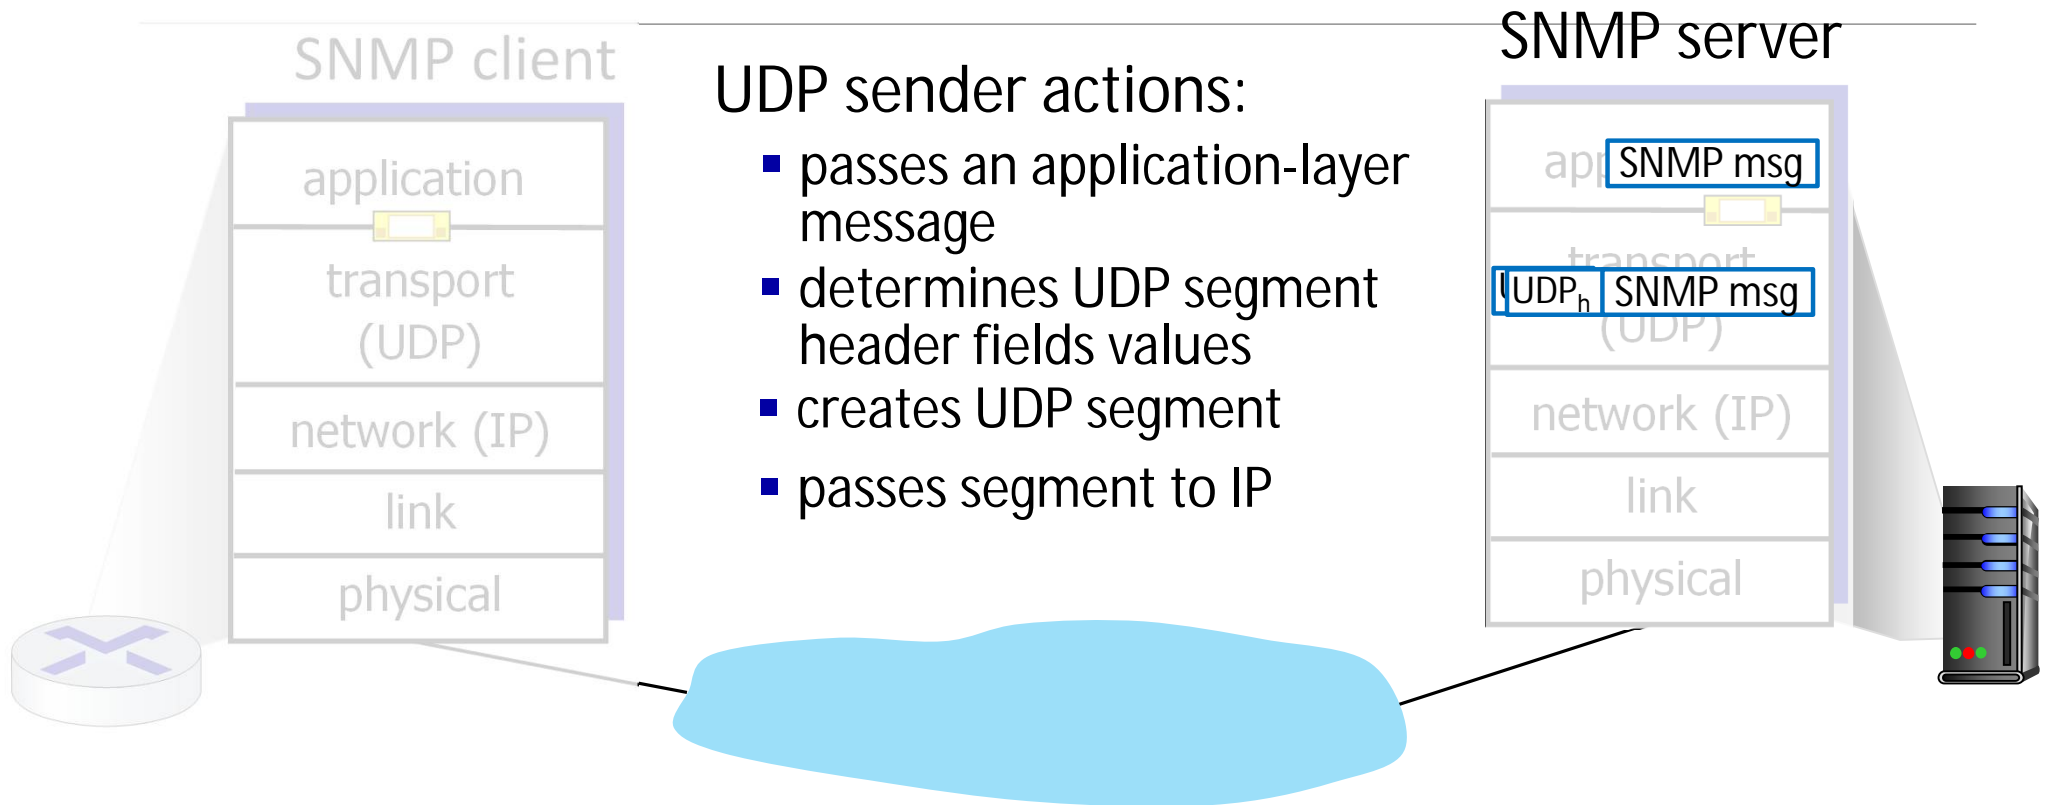 SNMP client
application
transport
(UDP)
network (IP)
link
physical
UDP sender actions:
passes an application-layer
message
determines UDP segment
header fields values
creates UDP segment
passes segment to IP
SNMP server
SNMP msg
transport
UDPh SNMP msg
(UDP)
network (IP)
link
physical